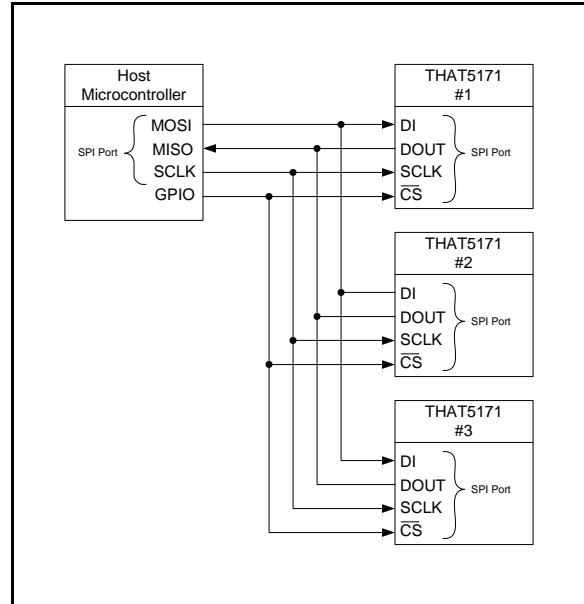 Host
Microcontroller
SPI Port
MOSI
MISO
SCLK
GPIO
THAT5171
#1
DI
DOUT
SCLK
CS
SPI Port
THAT5171
#2
DI
DOUT
SCLK
CS
SPI Port
THAT5171
#3
DI
DOUT
SCLK
CS
SPI Port